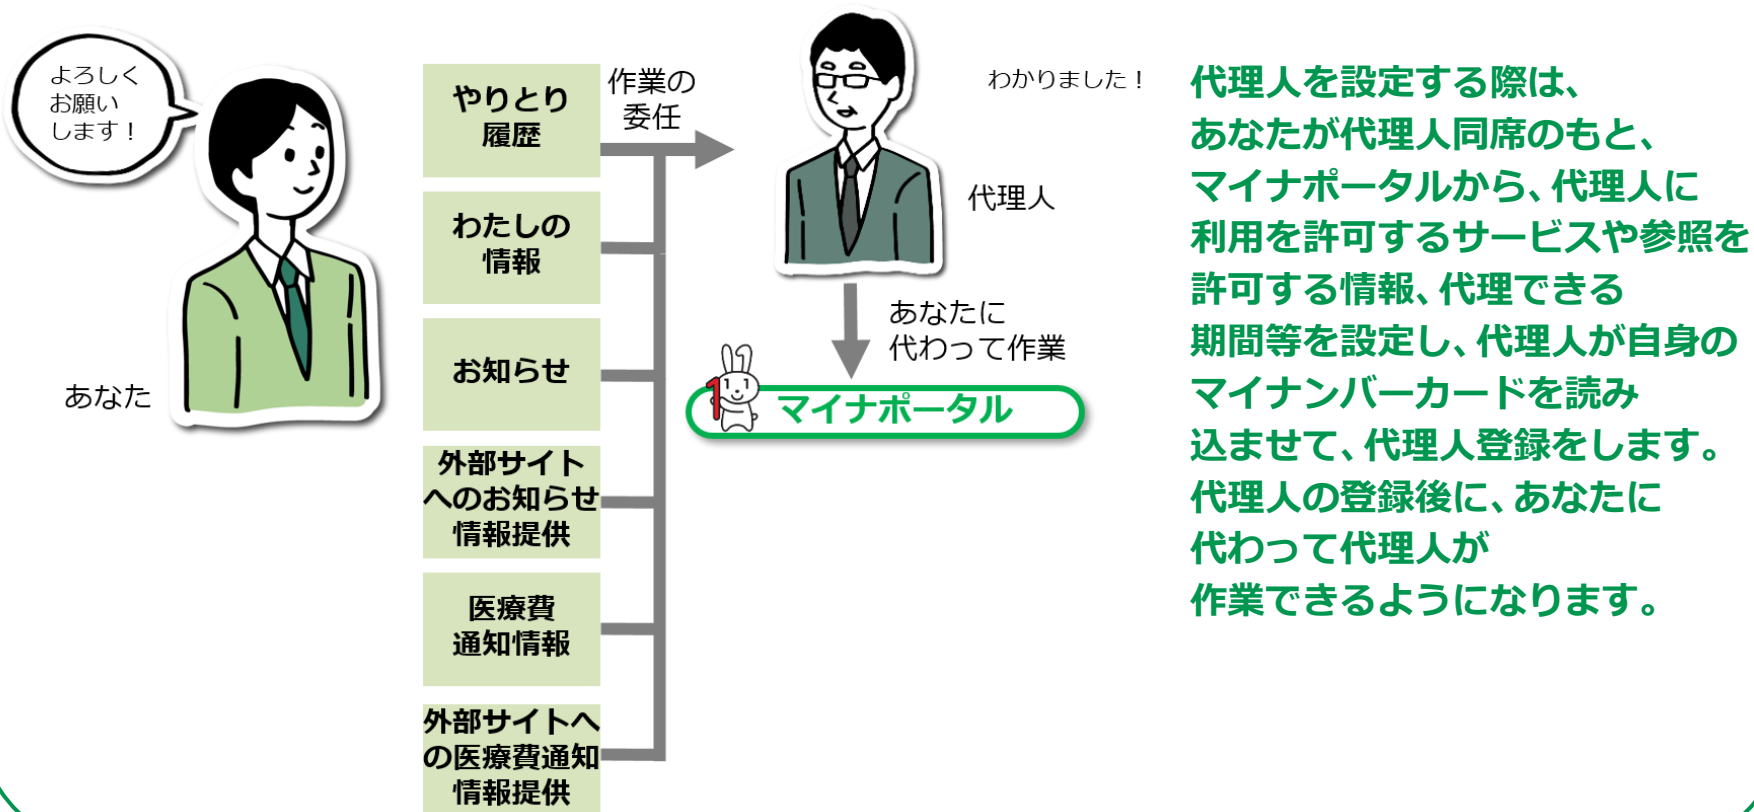 よろしく
お願い
します！
あなた
やりとり
履歴
わたしの
情報
お知らせ
外部サイト
へのお知らせ
情報提供
医療費
通知情報
外部サイトへ
の医療費通知
情報提供
作業の
委任
わかりました！
代理人
あなたに
代わって作業
マイナポータル
代理人を設定する際は、
あなたが代理人同席のもと、
マイナポータルから、代理人に
利用を許可するサービスや参照を
許可する情報、代理できる
期間等を設定し、代理人が自身の
マイナンバーカードを読み
込ませて、代理人登録をします。
代理人の登録後に、あなたに
代わって代理人が
作業できるようになります。